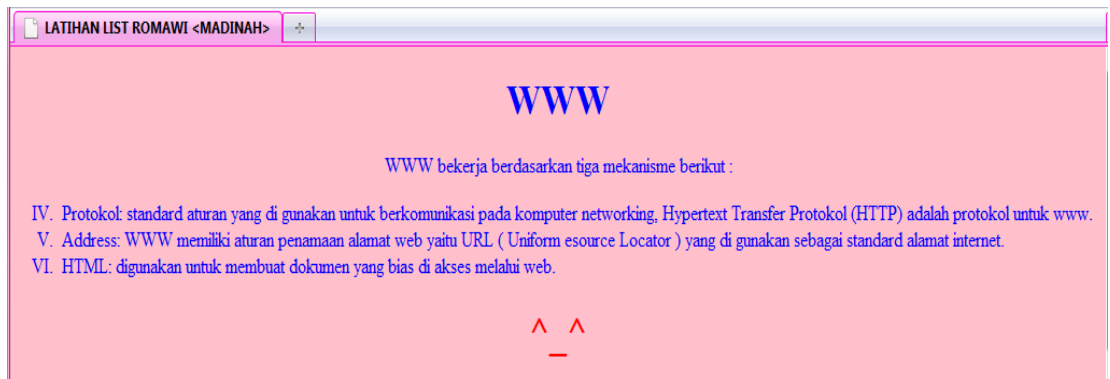 LATIHAN LIST ROMAWI <MADINAH>
WWW
WWW bekerja berdasarkan tiga mekanisme berikut :
IV. Protokol: standard aturan yang di gunakan untuk berkomunikasi pada komputer networking, Hypertext Transfer Protokol (HTTP) adalah protokol untuk www.
V. Address: WWW memiliki aturan penamaan alamat web yaitu URL ( Uniform esource Locator ) yang di gunakan sebagai standard alamat internet.
VI. HTML: digunakan untuk membuat dokumen yang bias di akses melalui web.
^_^